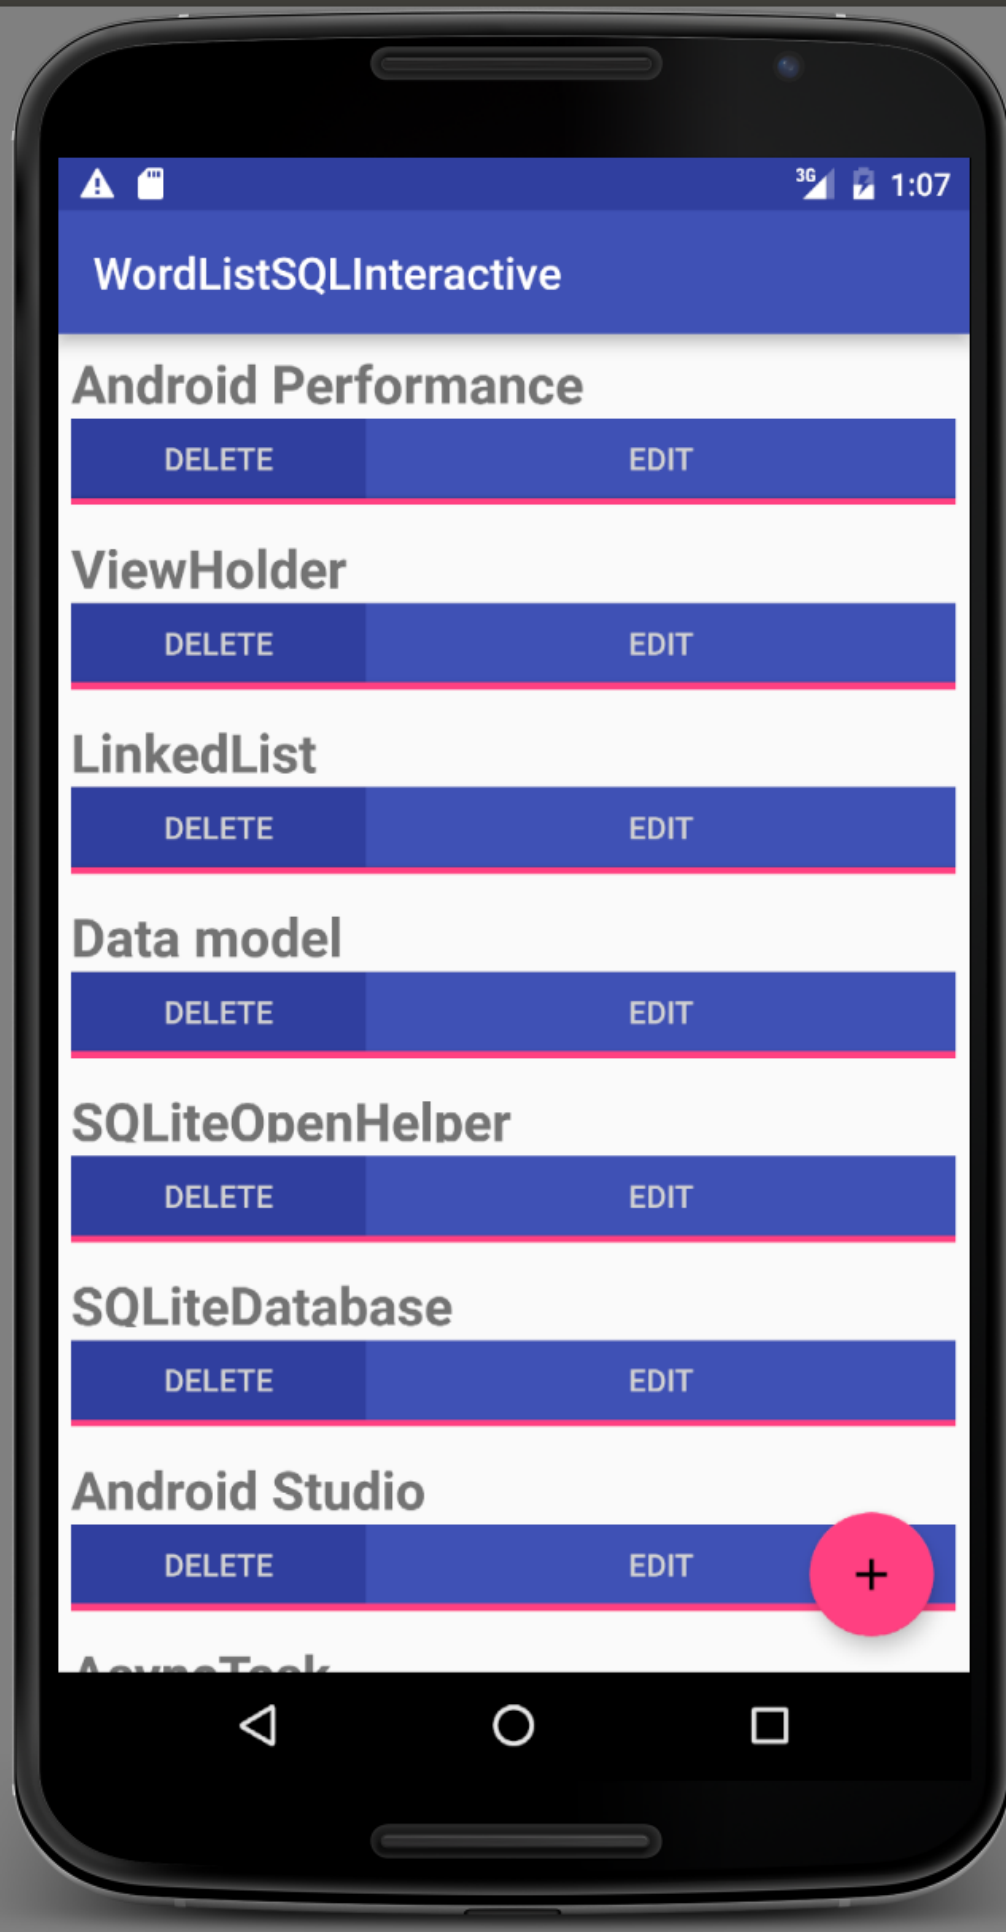 3G 1:07
WordListSQLInteractive
Android Performance
DELETE EDIT
ViewHolder
DELETE EDIT
LinkedList
DELETE EDIT
Data model
DELETE EDIT
SQLiteOpenHelper
DELETE EDIT
SQLiteDatabase
DELETE EDIT
Android Studio
DELETE EDIT
+
AsyncTask